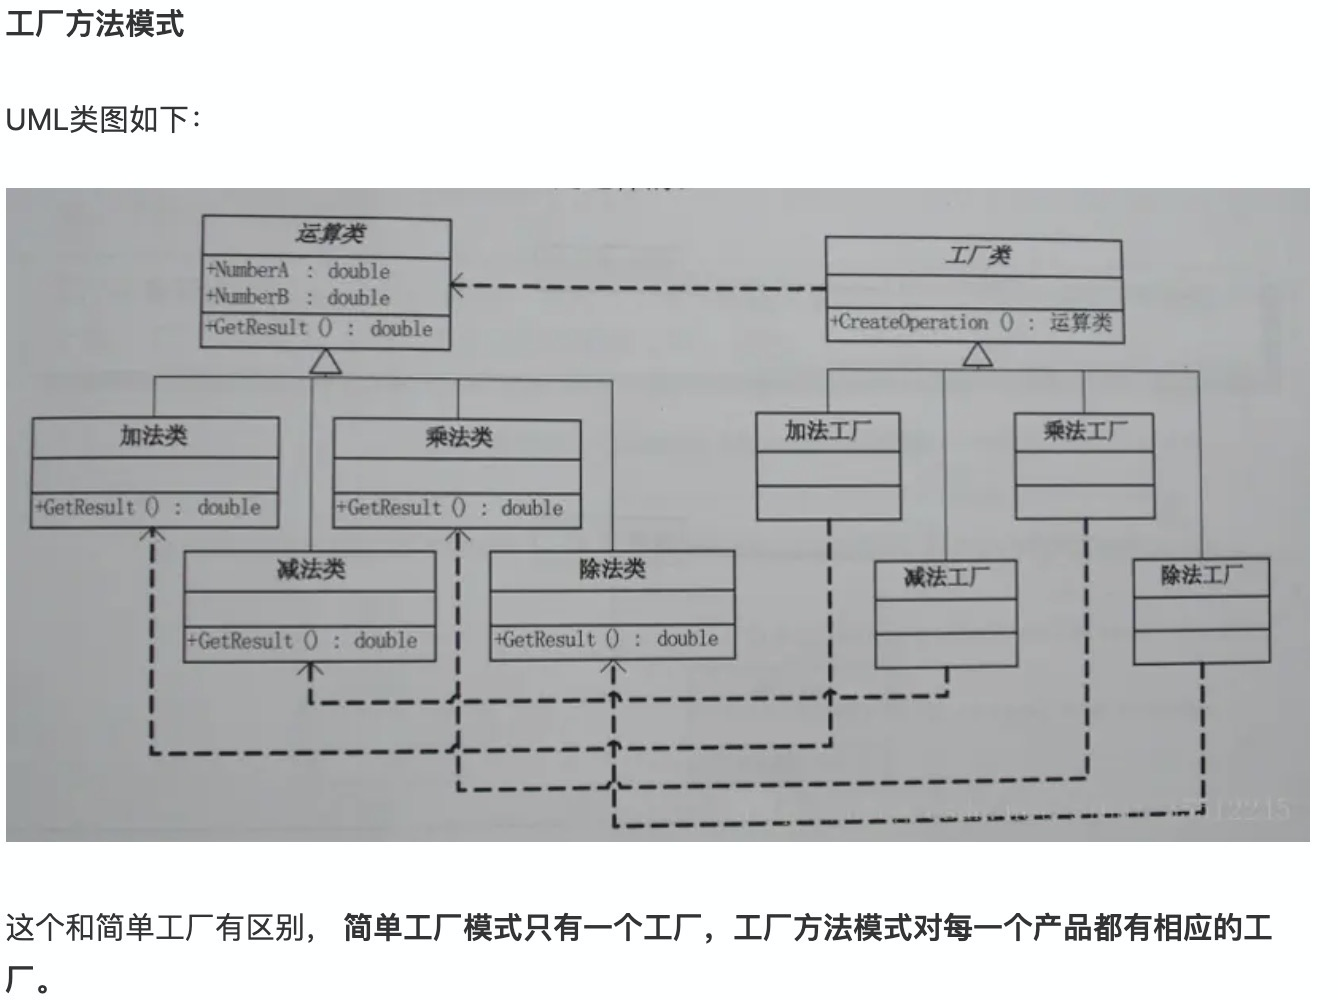 工厂方法模式
UML类图如下：
运算类
+NumberA : double
+NumberB : double
+GetResult () : double
工厂类
+CreateOperation () : 运算类
加法类
+GetResult () : double
乘法类
+GetResult () : double
减法类
+GetResult () : double
除法类
+GetResult () : double
加法工厂
乘法工厂
减法工厂
除法工厂
这个和简单工厂有区别， 简单工厂模式只有一个工厂，工厂方法模式对每一个产品都有相应的工
厂。